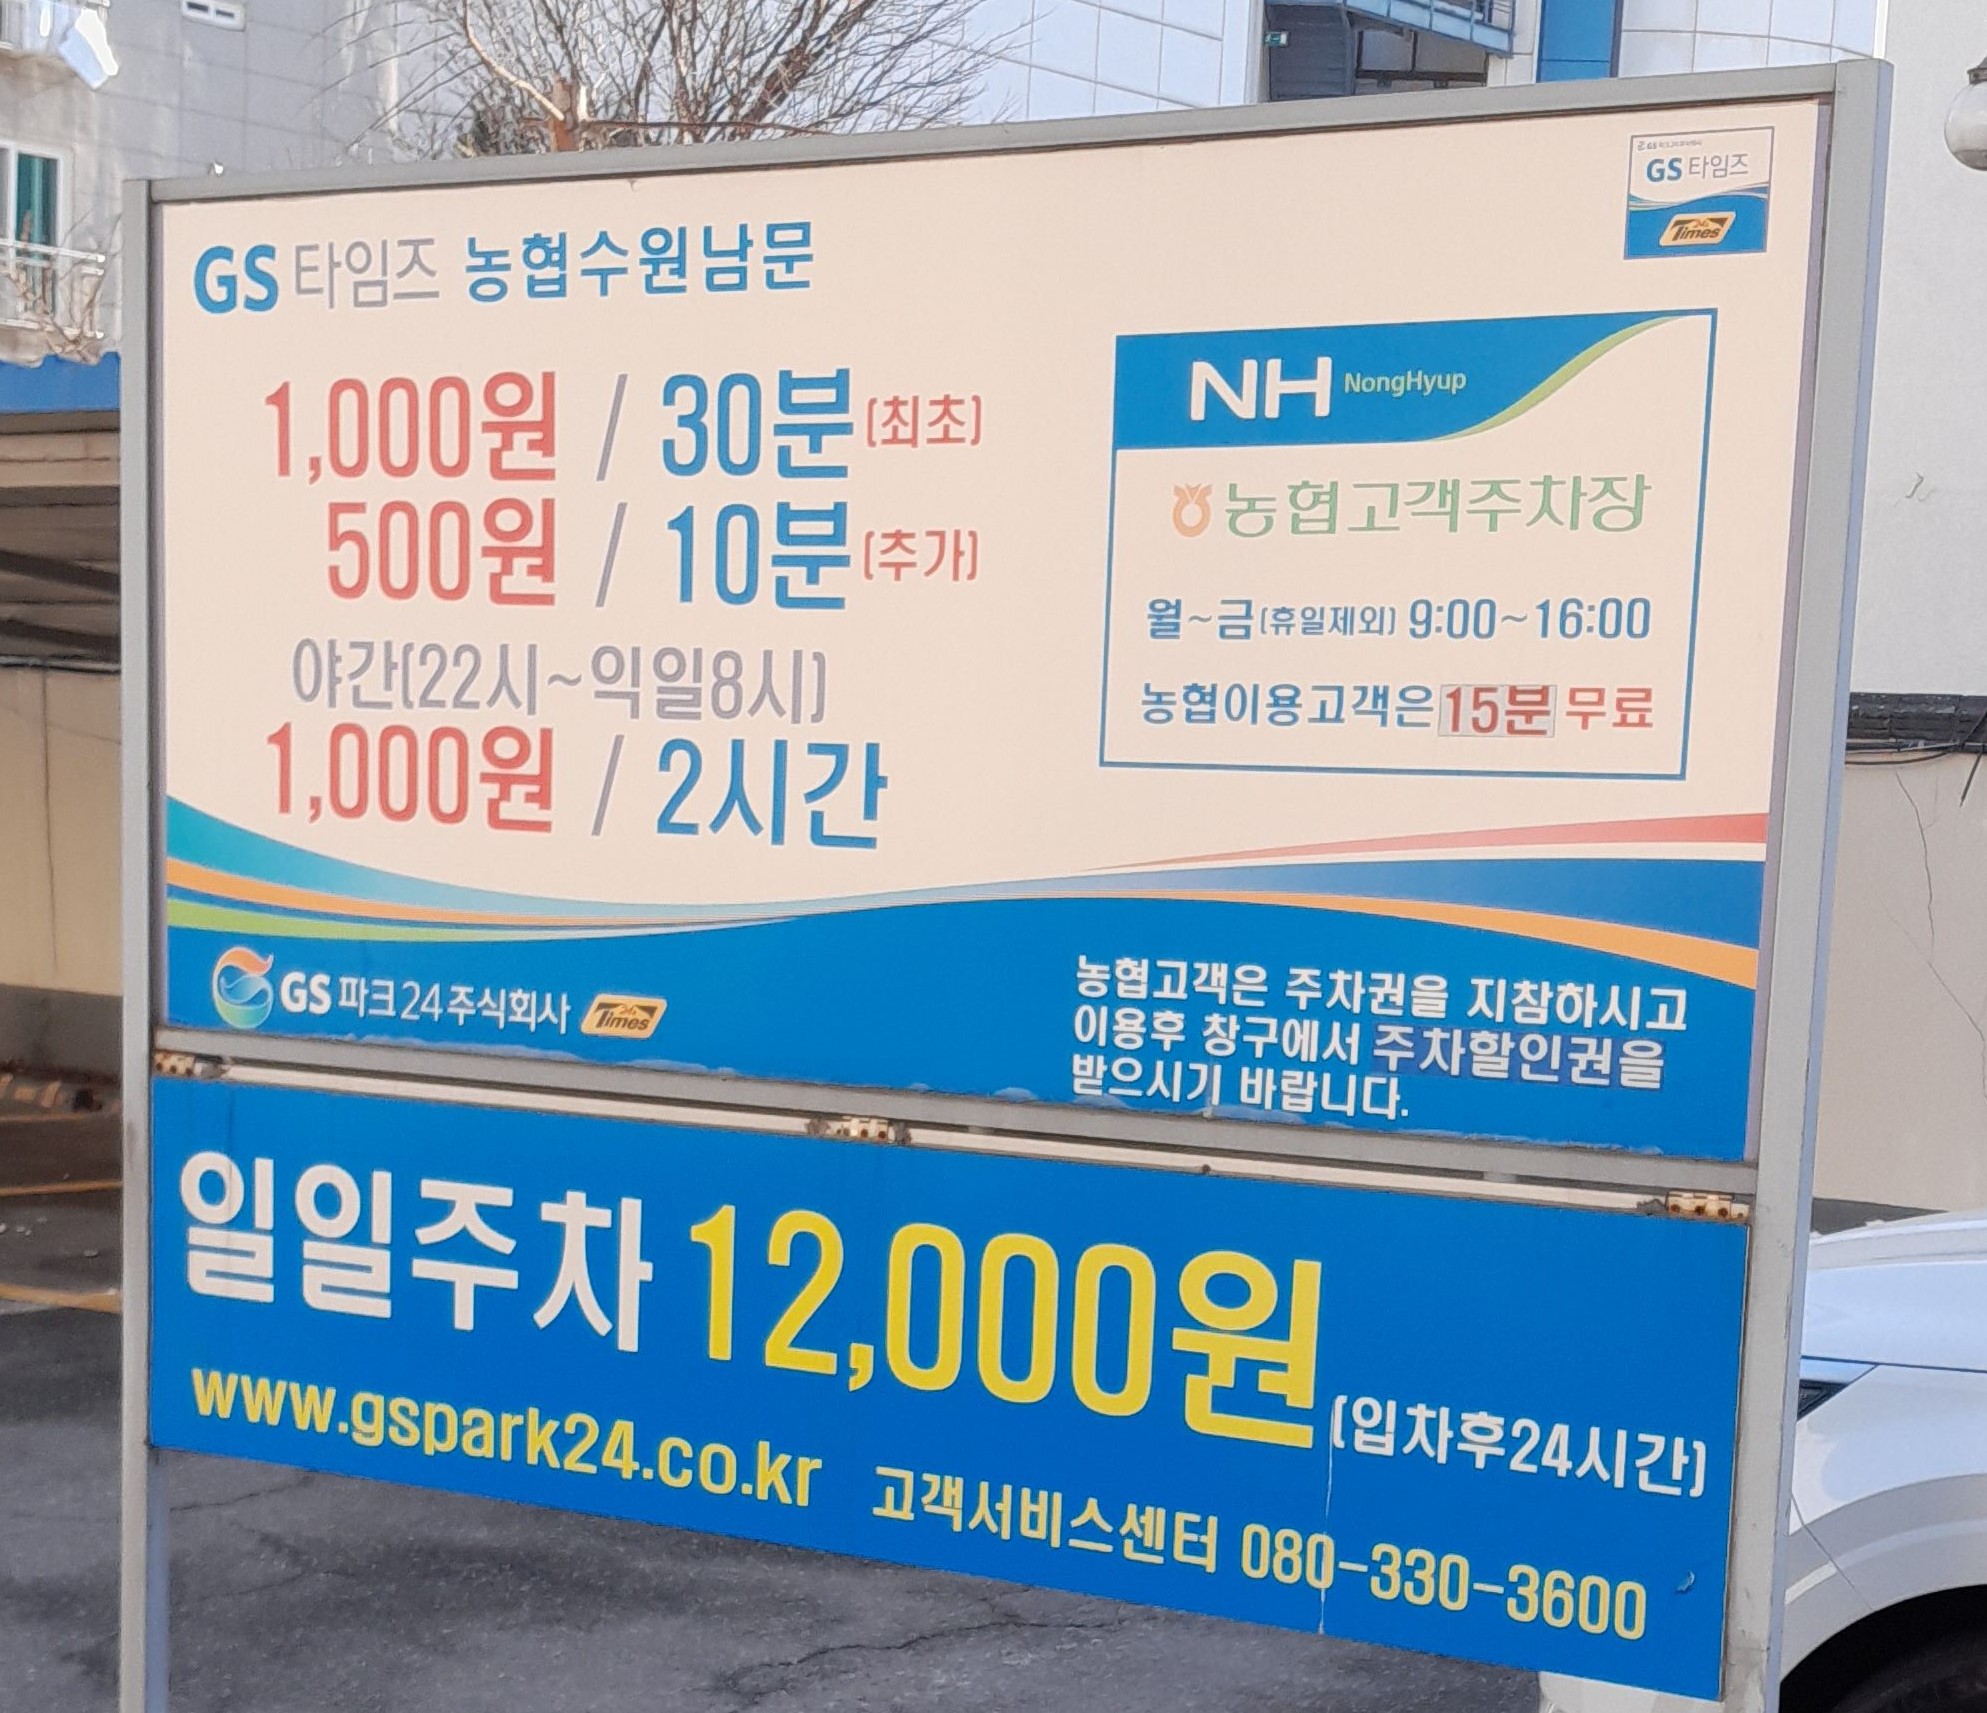 GS 타임즈 농협수원남문
1,000원 / 30분 (최초)
500원 / 10분 (추가)
야간(22시~익일8시)
1,000원 / 2시간
GS 타임즈
24h Times
NH NongHyup
농협고객주차장
월~금(휴일제외) 9:00~16:00
농협이용고객은 15분 무료
GS 파크24주식회사 24h Times
농협고객은 주차권을 지참하시고
이용후 창구에서 주차할인권을
받으시기 바랍니다.
일일주차 12,000원 (입차후24시간)
www.gspark24.co.kr 고객서비스센터 080-330-3600